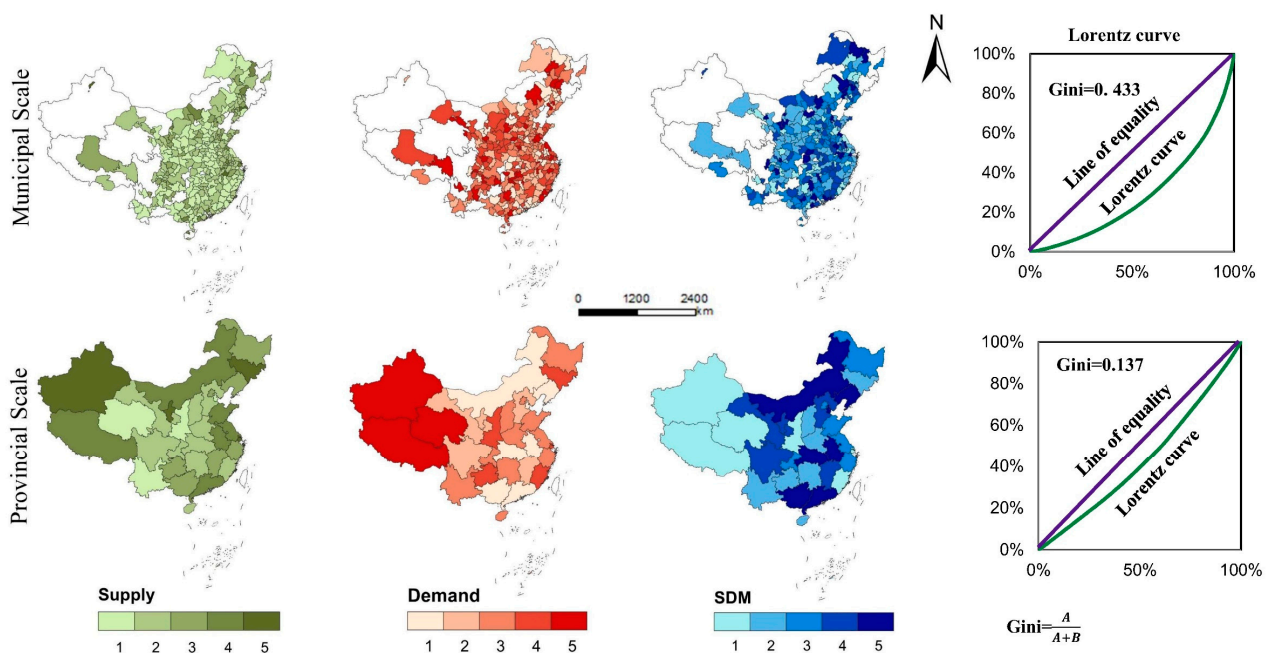 Municipal Scale
N
Lorentz curve
100%
80%
60%
40%
20%
0%
Gini=0. 433
Line of equality
Lorentz curve
0%
50%
100%
0
1200
2400
km
Provincial Scale
100%
80%
60%
40%
20%
0%
Gini=0.137
Line of equality
Lorentz curve
0%
50%
100%
Supply
1 2 3 4 5
Demand
1 2 3 4 5
SDM
1 2 3 4 5
Gini=A/A+B